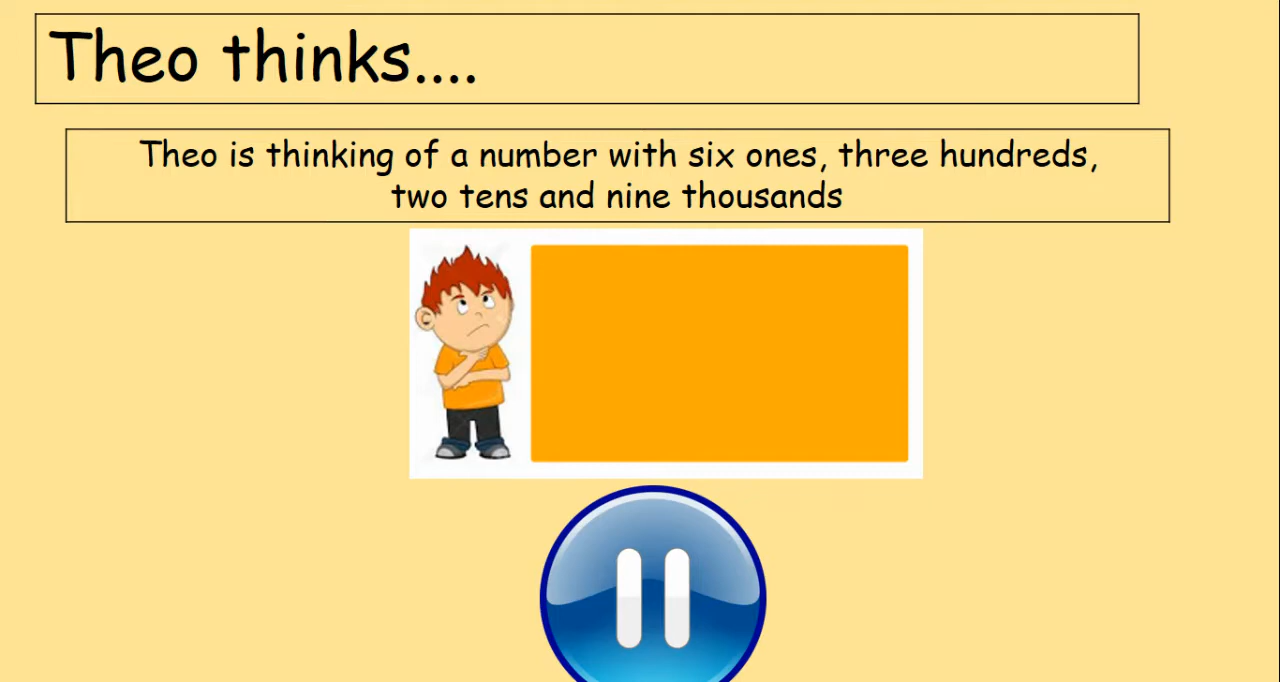 Theo thinks....
Theo is thinking of a number with six ones, three hundreds,
two tens and nine thousands